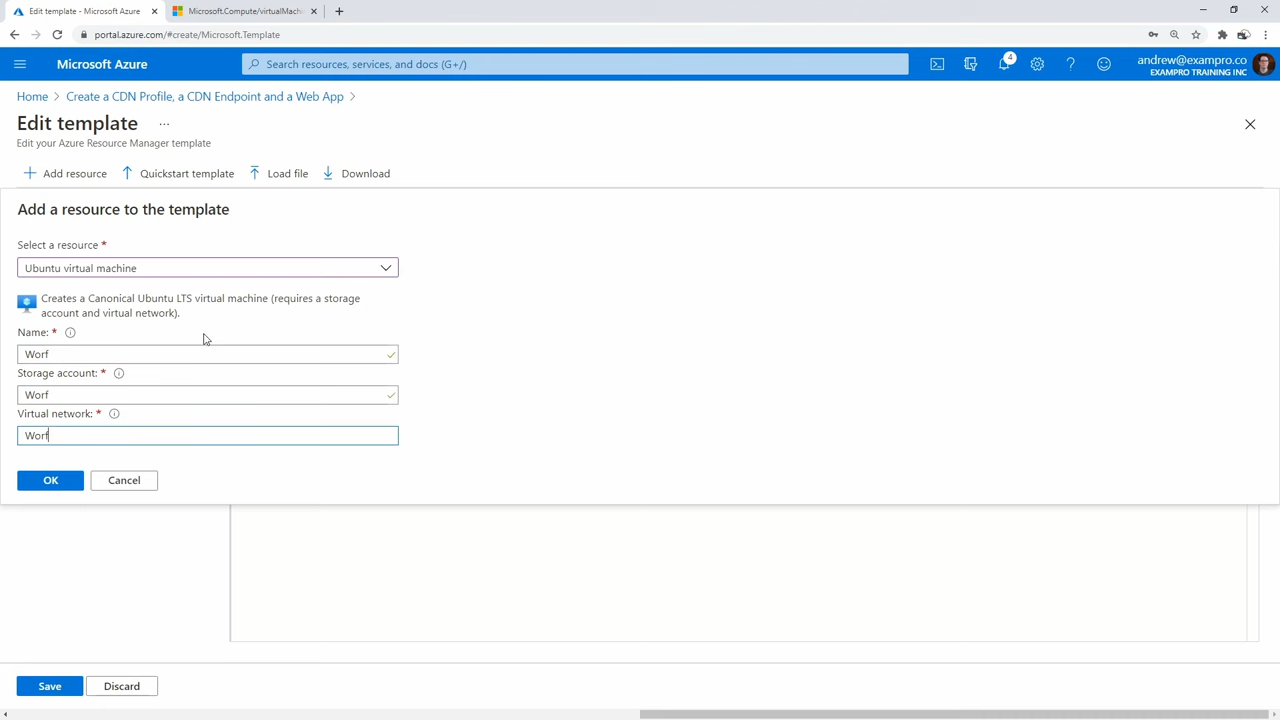 Edit template - Microsoft Azure
Microsoft.Compute/virtualMachin
portal.azure.com/#create/Microsoft.Template
Microsoft Azure
Search resources, services, and docs (G+/)
4
andrew@exampro.co
EXAMPRO TRAINING INC
Home > Create a CDN Profile, a CDN Endpoint and a Web App >
Edit template ...
Edit your Azure Resource Manager template
Add resource
Quickstart template
Load file
Download
Add a resource to the template
Select a resource *
Ubuntu virtual machine
Creates a Canonical Ubuntu LTS virtual machine (requires a storage
account and virtual network).
Name: *
Worf
Storage account: *
Worf
Virtual network: *
Worf
OK
Cancel
Save
Discard